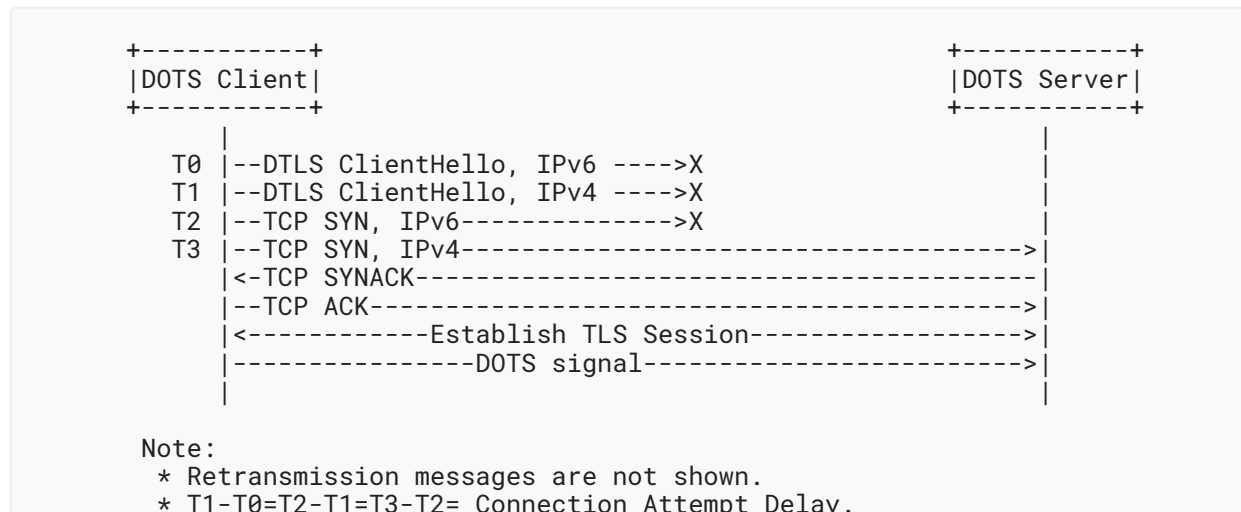 +-----------+                                         +-----------+
|DOTS Client|                                         |DOTS Server|
+-----------+                                         +-----------+
      |                                                     |
   T0 |--DTLS ClientHello, IPv6 ---->X                      |
   T1 |--DTLS ClientHello, IPv4 ---->X                      |
   T2 |--TCP SYN, IPv6-------------->X                      |
   T3 |--TCP SYN, IPv4------------------------------------->|
      |<-TCP SYNACK-----------------------------------------|
      |--TCP ACK------------------------------------------->|
      |<------------Establish TLS Session------------------>|
      |----------------DOTS signal------------------------->|
      |                                                     |
Note:
* Retransmission messages are not shown.
* T1-T0=T2-T1=T3-T2= Connection Attempt Delay.